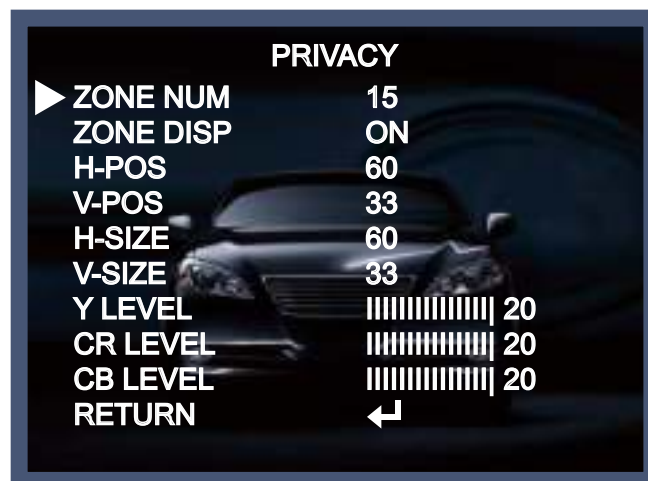 PRIVACY
ZONE NUM 15
ZONE DISP ON
H-POS 60
V-POS 33
H-SIZE 60
V-SIZE 33
Y LEVEL ||||||||||||||| 20
CR LEVEL ||||||||||||||| 20
CB LEVEL ||||||||||||||| 20
RETURN ↵